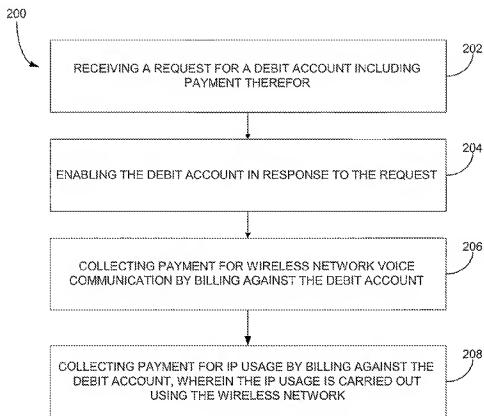 200
202
RECEIVING A REQUEST FOR A DEBIT ACCOUNT INCLUDING
PAYMENT THEREFOR
204
ENABLING THE DEBIT ACCOUNT IN RESPONSE TO THE REQUEST
206
COLLECTING PAYMENT FOR WIRELESS NETWORK VOICE
COMMUNICATION BY BILLING AGAINST THE DEBIT ACCOUNT
208
COLLECTING PAYMENT FOR IP USAGE BY BILLING AGAINST THE
DEBIT ACCOUNT, WHEREIN THE IP USAGE IS CARRIED OUT
USING THE WIRELESS NETWORK